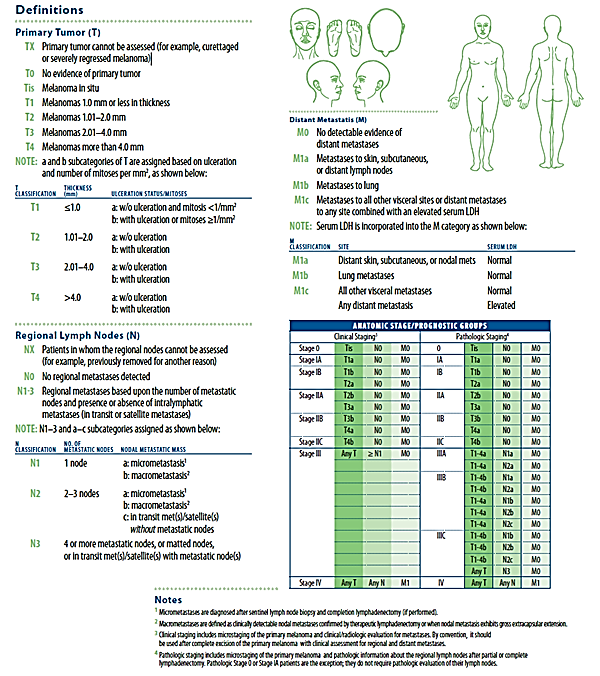 Definitions
Primary Tumor (T)
TX Primary tumor cannot be assessed (for example, curettaged
or severely regressed melanoma)
T0 No evidence of primary tumor
Tis Melanoma in situ
T1 Melanomas 1.0 mm or less in thickness
T2 Melanomas 1.01–2.0 mm
T3 Melanomas 2.01–4.0 mm
T4 Melanomas more than 4.0 mm
NOTE: a and b subcategories of T are assigned based on ulceration
and number of mitoses per mm², as shown below:
T CLASSIFICATION THICKNESS (mm) ULCERATION STATUS/MITOSES
T1 ≤1.0 a: w/o ulceration and mitosis <1/mm²
b: with ulceration or mitoses ≥1/mm²
T2 1.01–2.0 a: w/o ulceration
b: with ulceration
T3 2.01–4.0 a: w/o ulceration
b: with ulceration
T4 >4.0 a: w/o ulceration
b: with ulceration
Regional Lymph Nodes (N)
NX Patients in whom the regional nodes cannot be assessed
(for example, previously removed for another reason)
N0 No regional metastases detected
N1-3 Regional metastases based upon the number of metastatic
nodes and presence or absence of intralymphatic
metastases (in transit or satellite metastases)
NOTE: N1–3 and a–c subcategories assigned as shown below:
N CLASSIFICATION NO. OF METASTATIC NODES NODAL METASTATIC MASS
N1 1 node a: micrometastasis¹
b: macrometastasis²
N2 2–3 nodes a: micrometastasis¹
b: macrometastasis²
c: in transit met(s)/satellite(s)
without metastatic nodes
N3 4 or more metastatic nodes, or matted nodes,
or in transit met(s)/satellite(s) with metastatic node(s)
Distant Metastatis (M)
M0 No detectable evidence of
distant metastases
M1a Metastases to skin, subcutaneous,
or distant lymph nodes
M1b Metastases to lung
M1c Metastases to all other visceral sites or distant metastases
to any site combined with an elevated serum LDH
NOTE: Serum LDH is incorporated into the M category as shown below:
M CLASSIFICATION SITE SERUM LDH
M1a Distant skin, subcutaneous, or nodal mets Normal
M1b Lung metastases Normal
M1c All other visceral metastases Normal
Any distant metastasis Elevated
ANATOMIC STAGE/PROGNOSTIC GROUPS
Clinical Staging³ Pathologic Staging⁴
Stage 0 Tis N0 M0 0 Tis N0 M0
Stage IA T1a N0 M0 IA T1a N0 M0
Stage IB T1b N0 M0 IB T1b N0 M0
T2a N0 M0 T2a N0 M0
Stage IIA T2b N0 M0 IIA T2b N0 M0
T3a N0 M0 T3a N0 M0
Stage IIB T3b N0 M0 IIB T3b N0 M0
T4a N0 M0 T4a N0 M0
Stage IIC T4b N0 M0 IIC T4b N0 M0
Stage III Any T ≥ N1 M0 IIIA T1-4a N1a M0
T1-4a N2a M0
IIIB T1-4b N1a M0
T1-4b N2a M0
T1-4a N1b M0
T1-4a N2b M0
T1-4a N2c M0
IIIC T1-4b N1b M0
T1-4b N2b M0
T1-4b N2c M0
Any T N3 M0
Stage IV Any T Any N M1 IV Any T Any N M1
Notes
¹ Micrometastases are diagnosed after sentinel lymph node biopsy and completion lymphadenectomy (if performed).
² Macrometastases are defined as clinically detectable nodal metastases confirmed by therapeutic lymphadenectomy or when nodal metastasis exhibits gross extracapsular extension.
³ Clinical staging includes microstaging of the primary melanoma and clinical/radiologic evaluation for metastases. By convention, it should
be used after complete excision of the primary melanoma with clinical assessment for regional and distant metastases.
⁴ Pathologic staging includes microstaging of the primary melanoma and pathologic information about the regional lymph nodes after partial or complete
lymphadenectomy. Pathologic Stage 0 or Stage IA patients are the exception; they do not require pathologic evaluation of their lymph nodes.